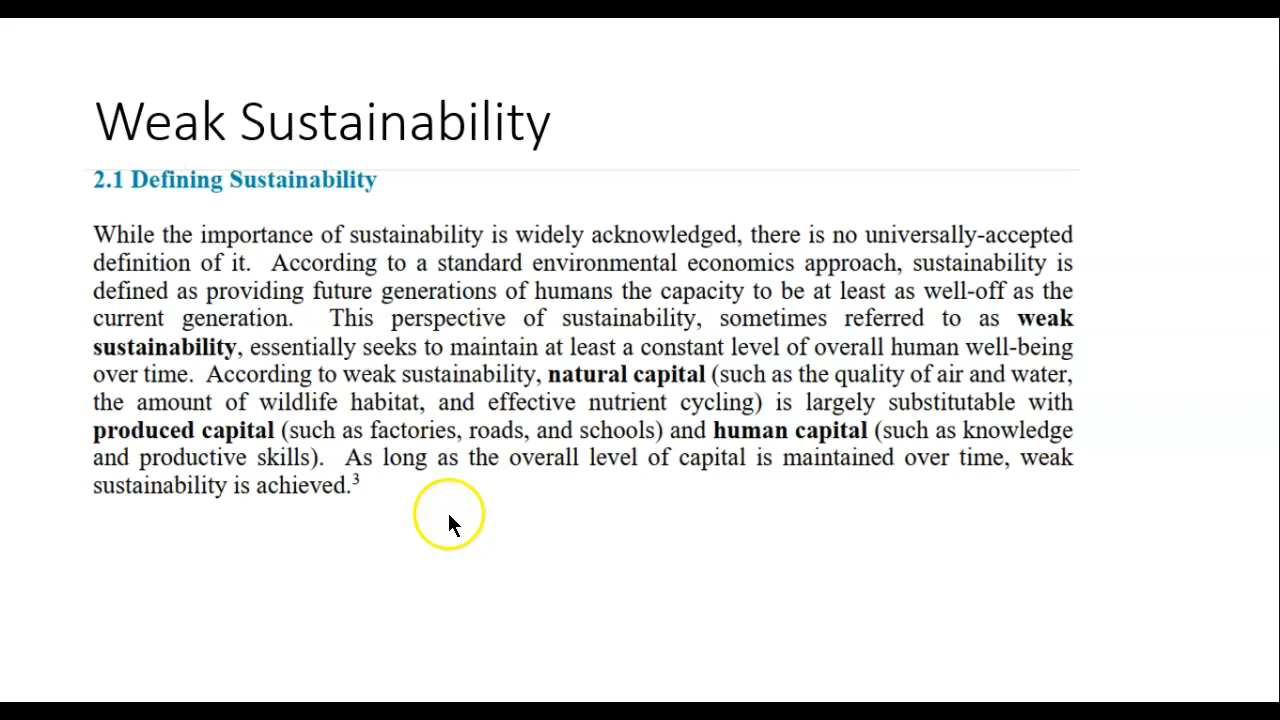 Weak Sustainability
2.1 Defining Sustainability
While the importance of sustainability is widely acknowledged, there is no universally-accepted
definition of it. According to a standard environmental economics approach, sustainability is
defined as providing future generations of humans the capacity to be at least as well-off as the
current generation. This perspective of sustainability, sometimes referred to as weak
sustainability, essentially seeks to maintain at least a constant level of overall human well-being
over time. According to weak sustainability, natural capital (such as the quality of air and water,
the amount of wildlife habitat, and effective nutrient cycling) is largely substitutable with
produced capital (such as factories, roads, and schools) and human capital (such as knowledge
and productive skills). As long as the overall level of capital is maintained over time, weak
sustainability is achieved.³